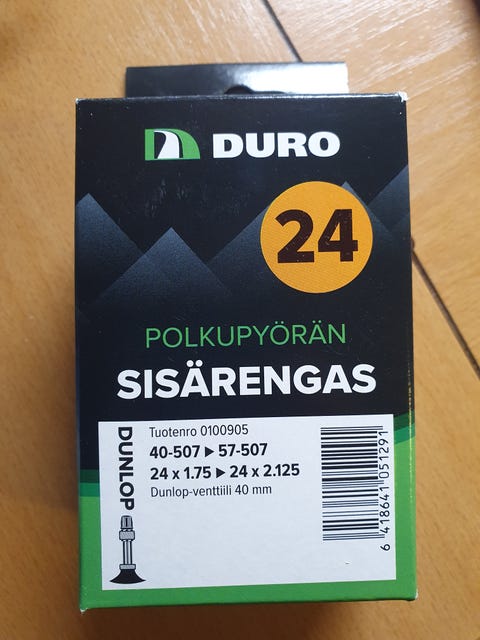 DURO
24
POLKUPYÖRÄN
SISÄRENGAS
DUNLOP
Tuotenro 0100905
40-507 ▶ 57-507
24 x 1.75 ▶ 24 x 2.125
Dunlop-venttiili 40 mm
6 418641 051291